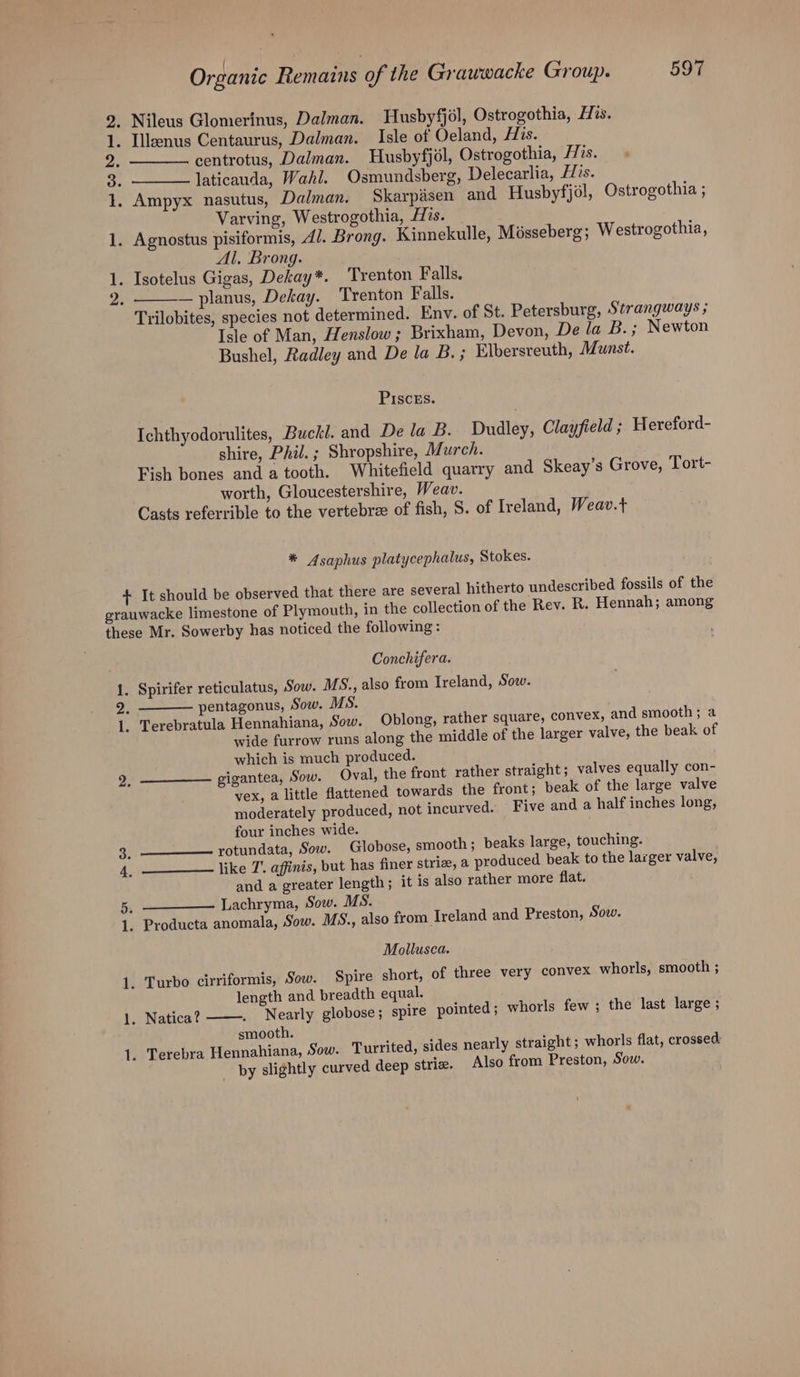 Organic Remains of the Grauwacke Group. 597
2. Nileus Glomerinus, Dalman. Husbyfjöl, Ostrogothia, His.
1. Illænus Centaurus, Dalman. Isle of Oeland, His.
2. ——— centrotus, Dalman. Husbyfjöl, Ostrogothia, His.
3. ——— laticauda, Wahl. Osmundsberg, Delecarlia, His.
1. Ampyx nasutus, Dalman. Skarpäsen and Husbyfjöl, Ostrogothia;
Varving, Westrogothia, His.
1. Agnostus pisiformis, Al. Brong. Kinnekulle, Mösseberg; Westrogothia,
Al. Brong.
1. Isotelus Gigas, Dekay*. Trenton Falls.
2. ——— planus, Dekay. Trenton Falls.
Trilobites, species not determined. Env. of St. Petersburg, Strangways;
Isle of Man, Henslow; Brixham, Devon, De la B.; Newton
Bushel, Radley and De la B.; Elbersreuth, Munst.
PISCES.
Ichthyodorulites, Buckl. and De la B. Dudley, Clayfield; Hereford-
shire, Phil.; Shropshire, Murch.
Fish bones and a tooth. Whitefield quarry and Skeay's Grove, Tort-
worth, Gloucestershire, Weav.
Casts referrible to the vertebræ of fish, S. of Ireland, Weav.†
* Asaphus platycephalus, Stokes.
† It should be observed that there are several hitherto undescribed fossils of the
grauwacke limestone of Plymouth, in the collection of the Rev. R. Hennah; among
these Mr. Sowerby has noticed the following:
Conchifera.
1. Spirifer reticulatus, Sow. MS., also from Ireland, Sow.
2. ——— pentagonus, Sow. MS.
1. Terebratula Hennahiana, Sow. Oblong, rather square, convex, and smooth; a
wide furrow runs along the middle of the larger valve, the beak of
which is much produced.
2. ——— gigantea, Sow. Oval, the front rather straight; valves equally con-
vex, a little flattened towards the front; beak of the large valve
moderately produced, not incurved. Five and a half inches long,
four inches wide.
3. ——— rotundata, Sow. Globose, smooth; beaks large, touching.
4. ——— like T. affinis, but has finer striæ, a produced beak to the larger valve,
and a greater length; it is also rather more flat.
5. ——— Lachryma, Sow. MS.
1. Producta anomala, Sow. MS., also from Ireland and Preston, Sow.
Mollusca.
1. Turbo cirriformis, Sow. Spire short, of three very convex whorls, smooth;
length and breadth equal.
1. Natica? ——. Nearly globose; spire pointed; whorls few; the last large;
smooth.
1. Terebra Hennahiana, Sow. Turrited, sides nearly straight; whorls flat, crossed
by slightly curved deep striæ. Also from Preston, Sow.